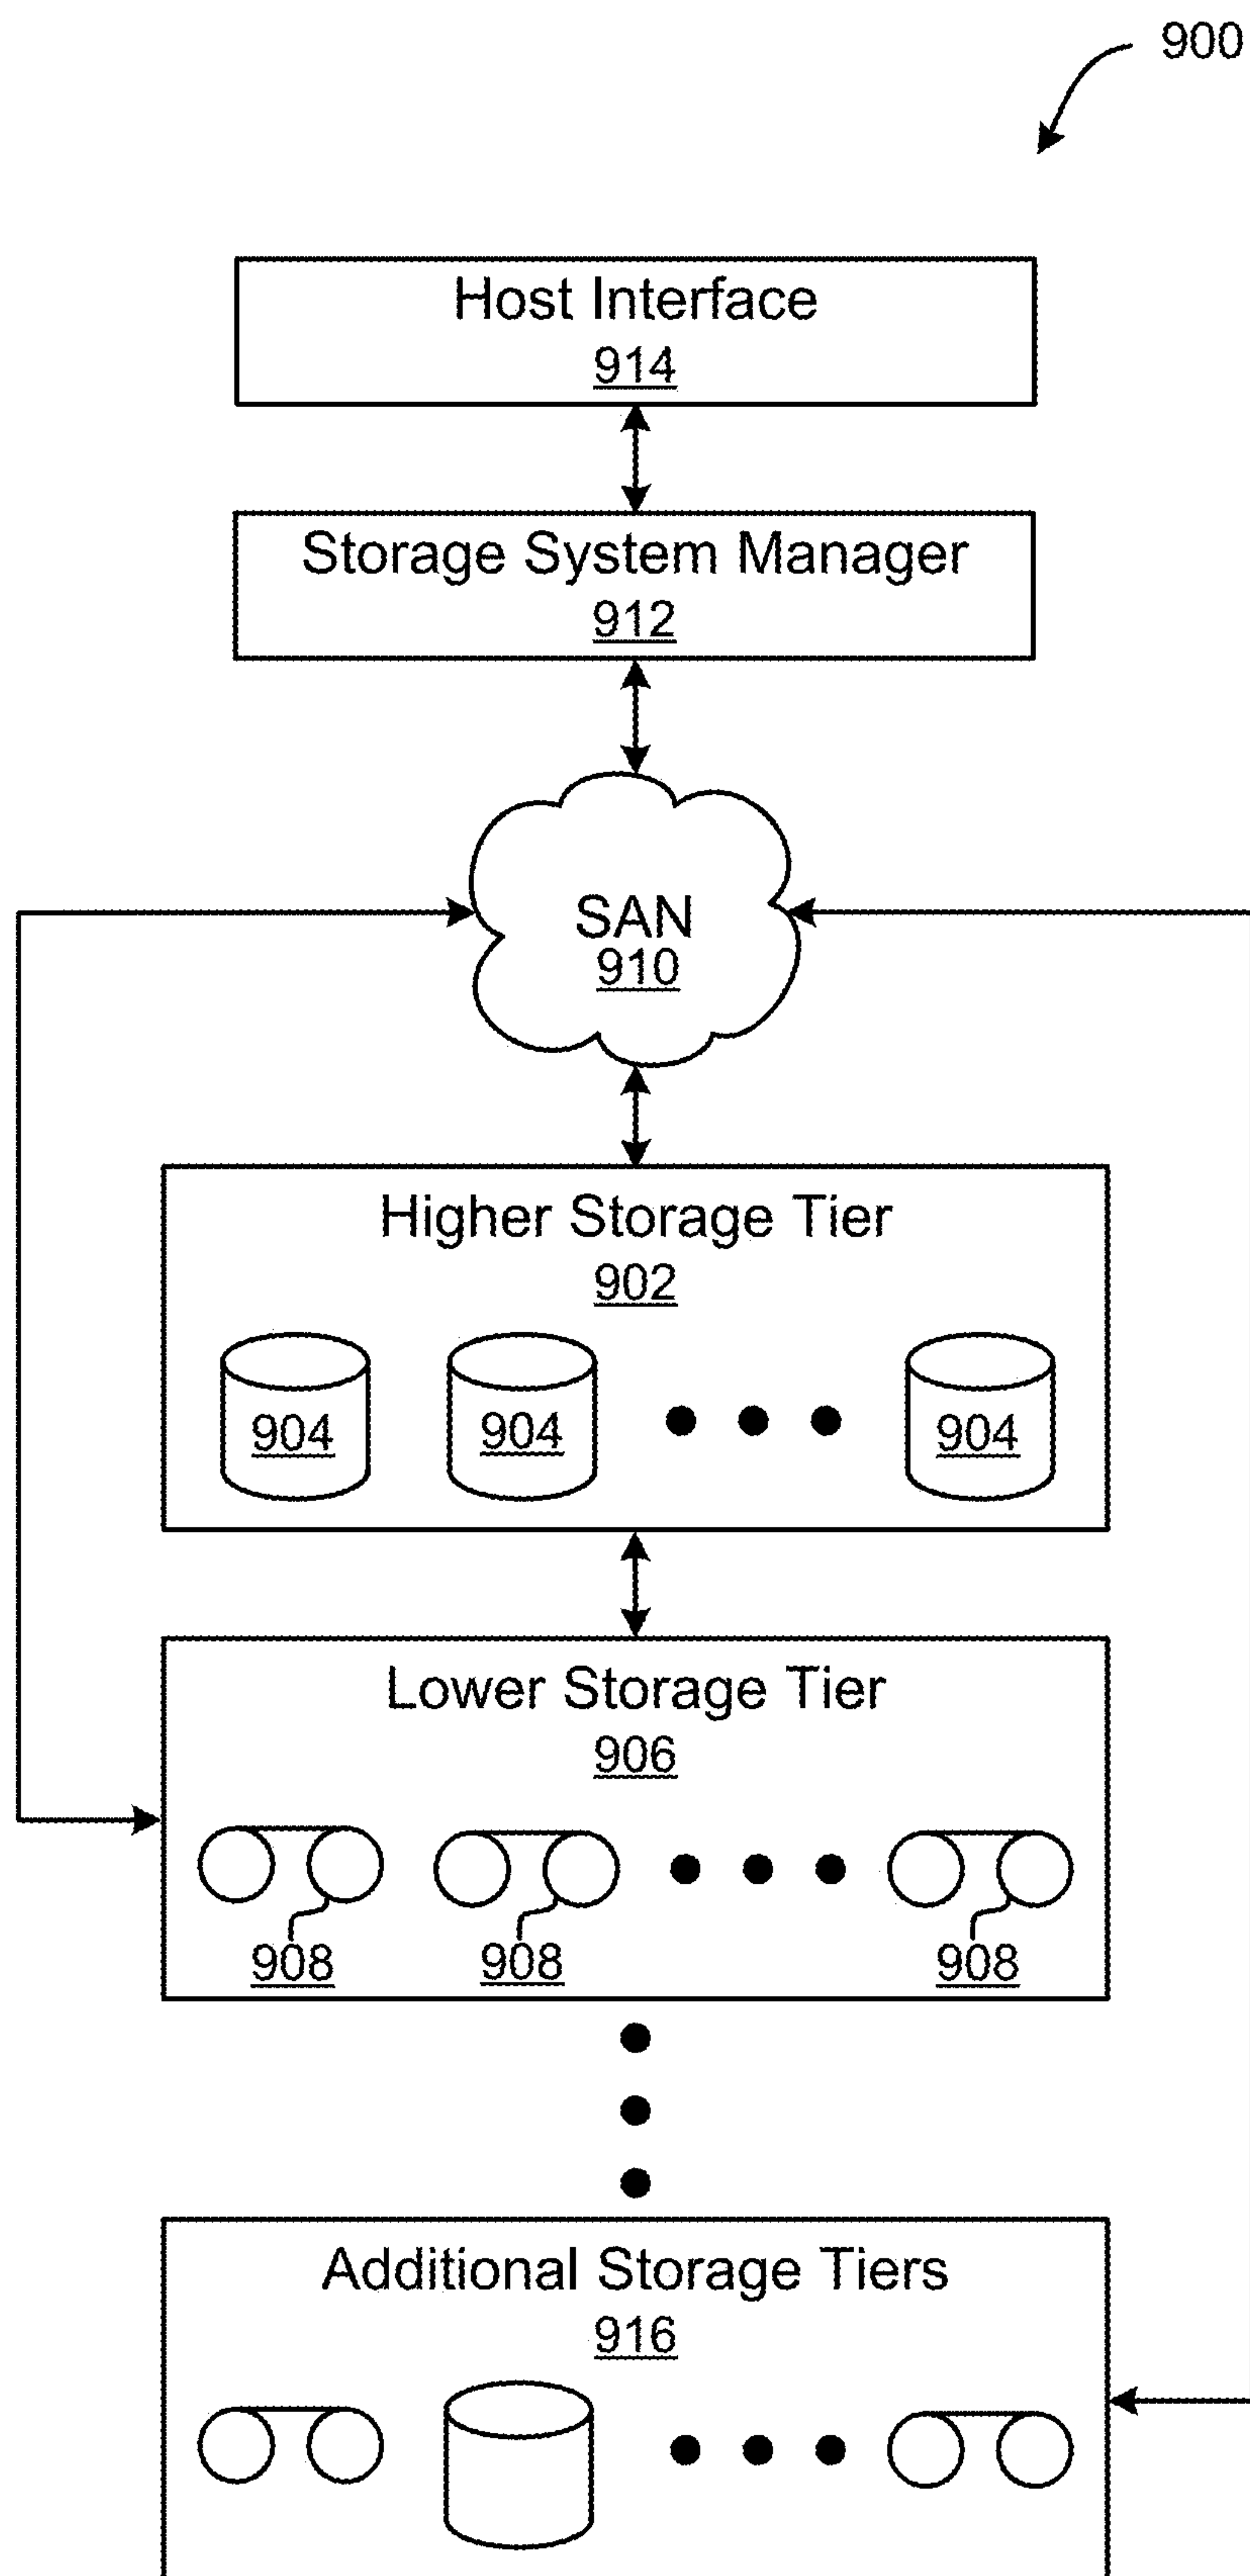 900
Host Interface
914
Storage System Manager
912
SAN
910
Higher Storage Tier
902
904 904 904
Lower Storage Tier
906
908 908 908
Additional Storage Tiers
916